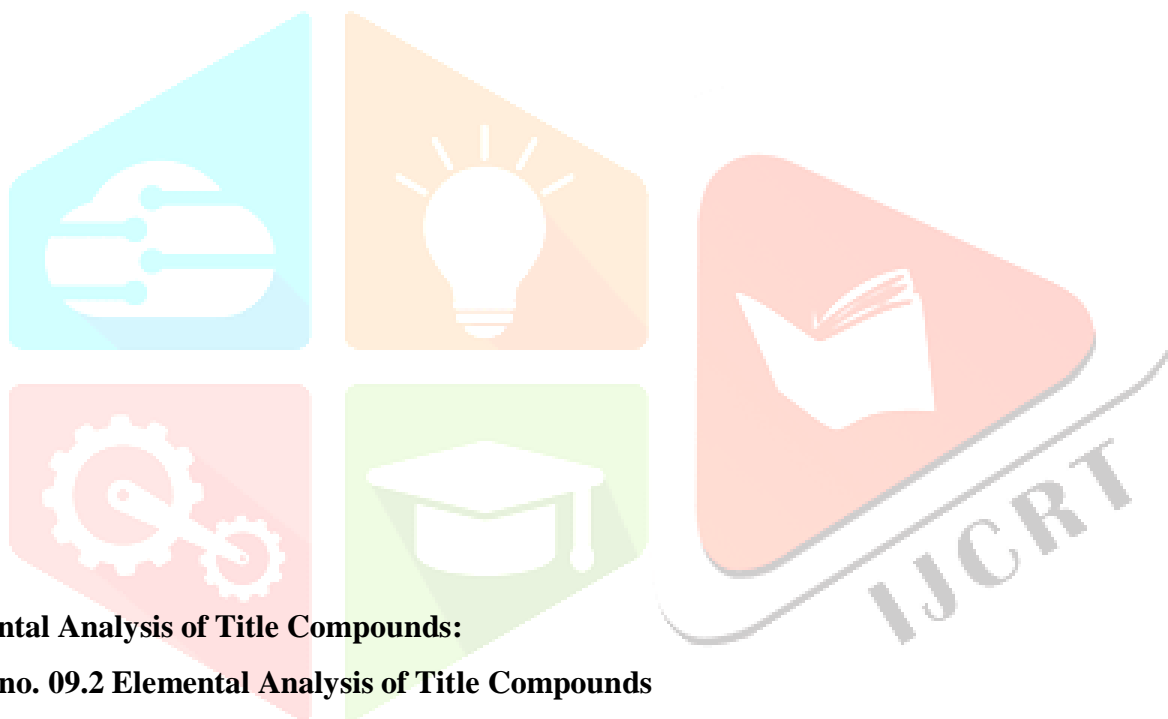 IJCRT
ntal Analysis of Title Compounds:
no. 09.2 Elemental Analysis of Title Compounds